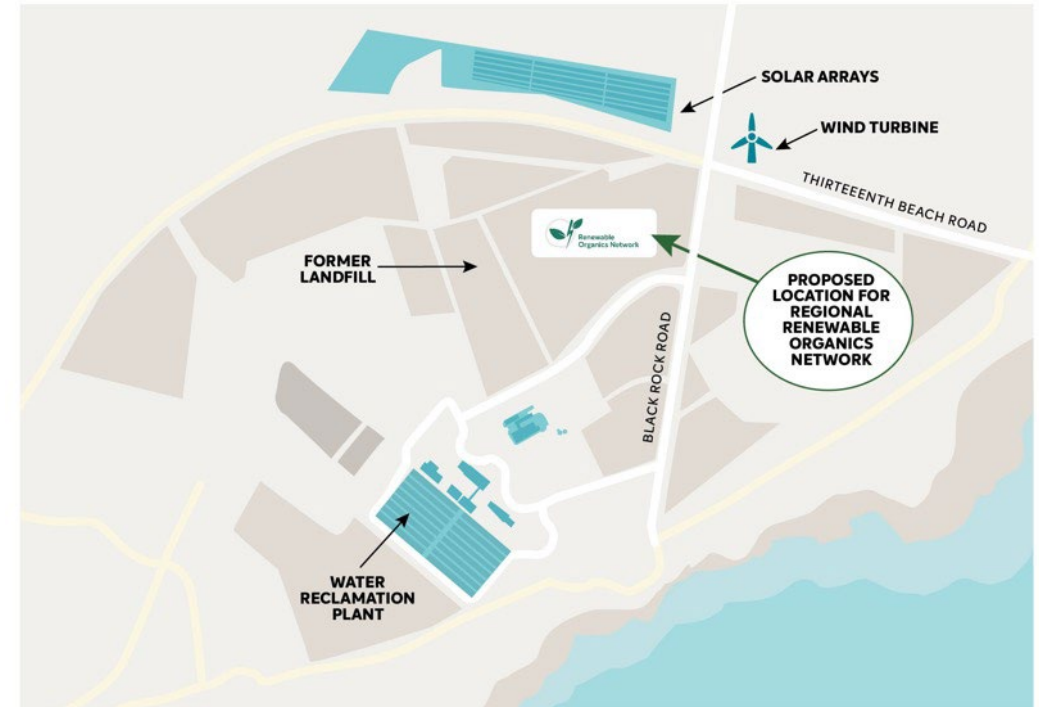 SOLAR ARRAYS
WIND TURBINE
THIRTEEENTH BEACH ROAD
Renewable
Organics Network
FORMER
LANDFILL
PROPOSED
LOCATION FOR
REGIONAL
RENEWABLE
ORGANICS
NETWORK
BLACK ROCK ROAD
WATER
RECLAMATION
PLANT